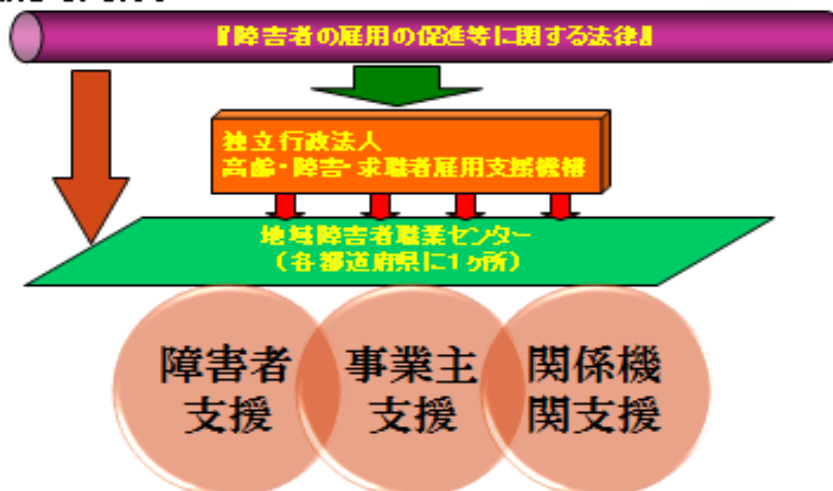 『障害者の雇用の促進等に関する法律』
独立行政法人
高齢・障害・求職者雇用支援機構
地域障害者職業センター
（各都道府県に1ヶ所）
障害者
支援
事業主
支援
関係機
関支援